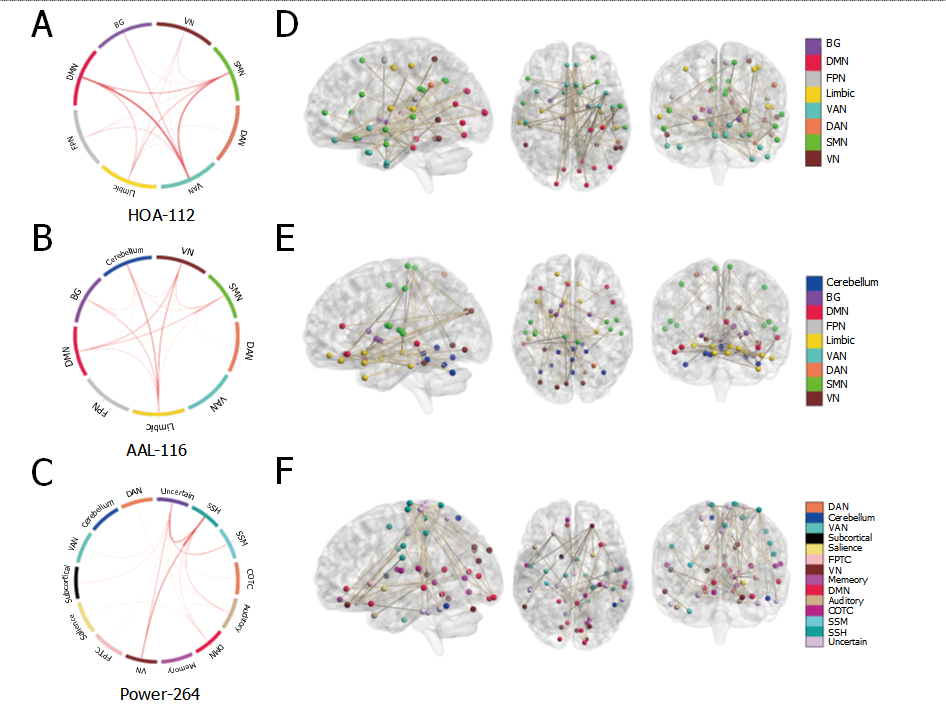 A
BG
VN
DMN
SMN
FPN
DAN
Limbic
VAN
HOA-112
D
BG
DMN
FPN
Limbic
VAN
DAN
SMN
VN
B
Cerebellum
VN
BG
SMN
DMN
DAN
FPN
VAN
Limbic
AAL-116
E
Cerebellum
BG
DMN
FPN
Limbic
VAN
DAN
SMN
VN
C
DAN
Uncertain
Cerebellum
SSH
VAN
SSM
Subcortical
COTC
Salience
Auditory
FPTC
DMN
VN
Memory
Power-264
F
DAN
Cerebellum
VAN
Subcortical
Salience
FPTC
VN
Memeory
DMN
Auditory
COTC
SSM
SSH
Uncertain